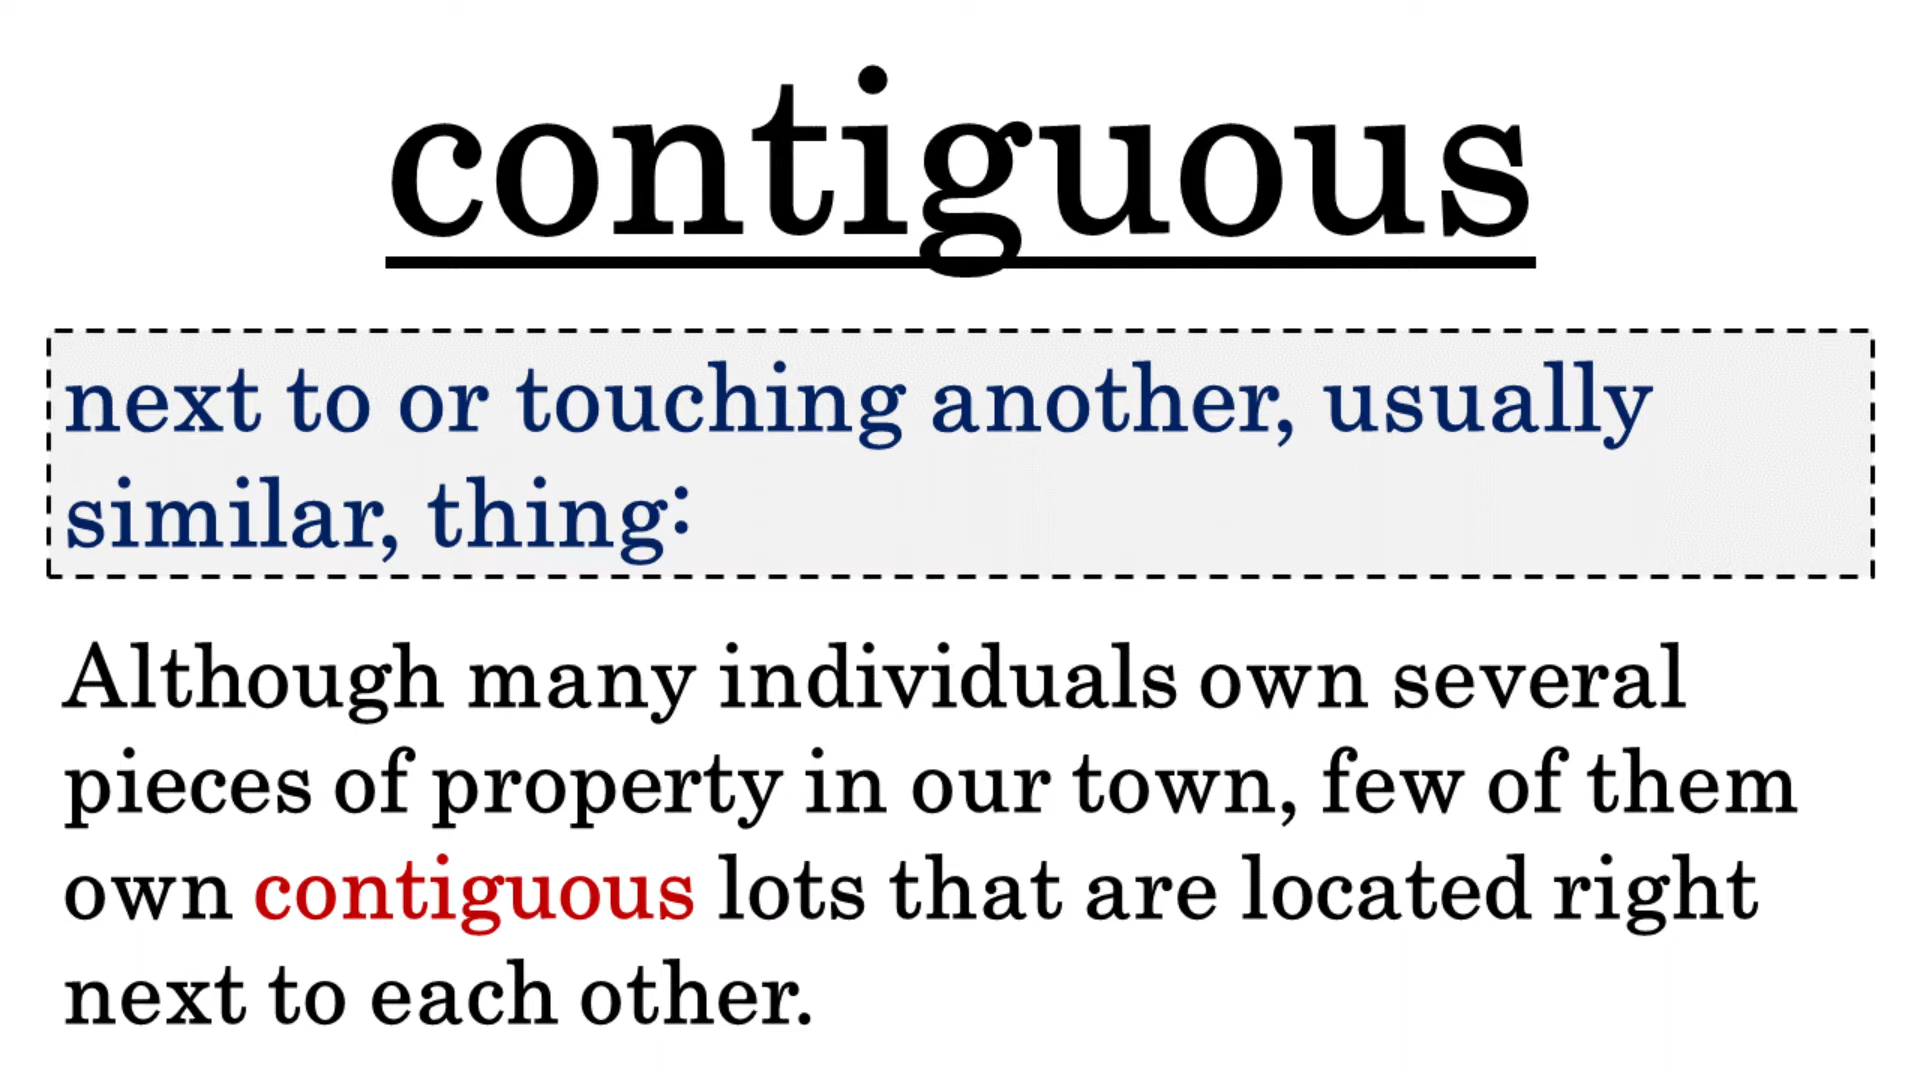 contiguous
next to or touching another, usually
similar, thing:
Although many individuals own several
pieces of property in our town, few of them
own contiguous lots that are located right
next to each other.